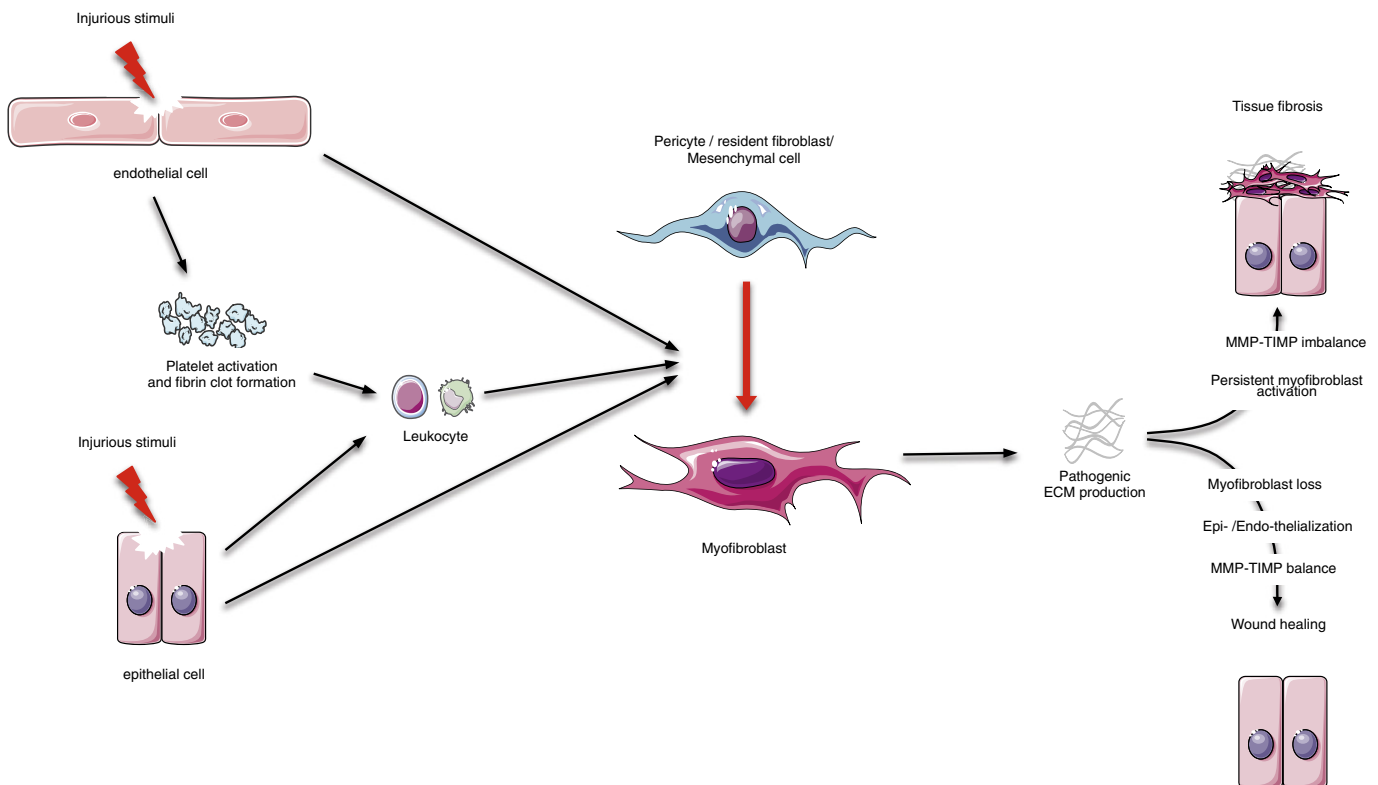 Injurious stimuli
endothelial cell
Platelet activation
and fibrin clot formation
Leukocyte
Injurious stimuli
epithelial cell
Pericyte / resident fibroblast/
Mesenchymal cell
Myofibroblast
Pathogenic
ECM production
Tissue fibrosis
MMP-TIMP imbalance
Persistent myofibroblast
activation
Myofibroblast loss
Epi- /Endo-thelialization
MMP-TIMP balance
Wound healing